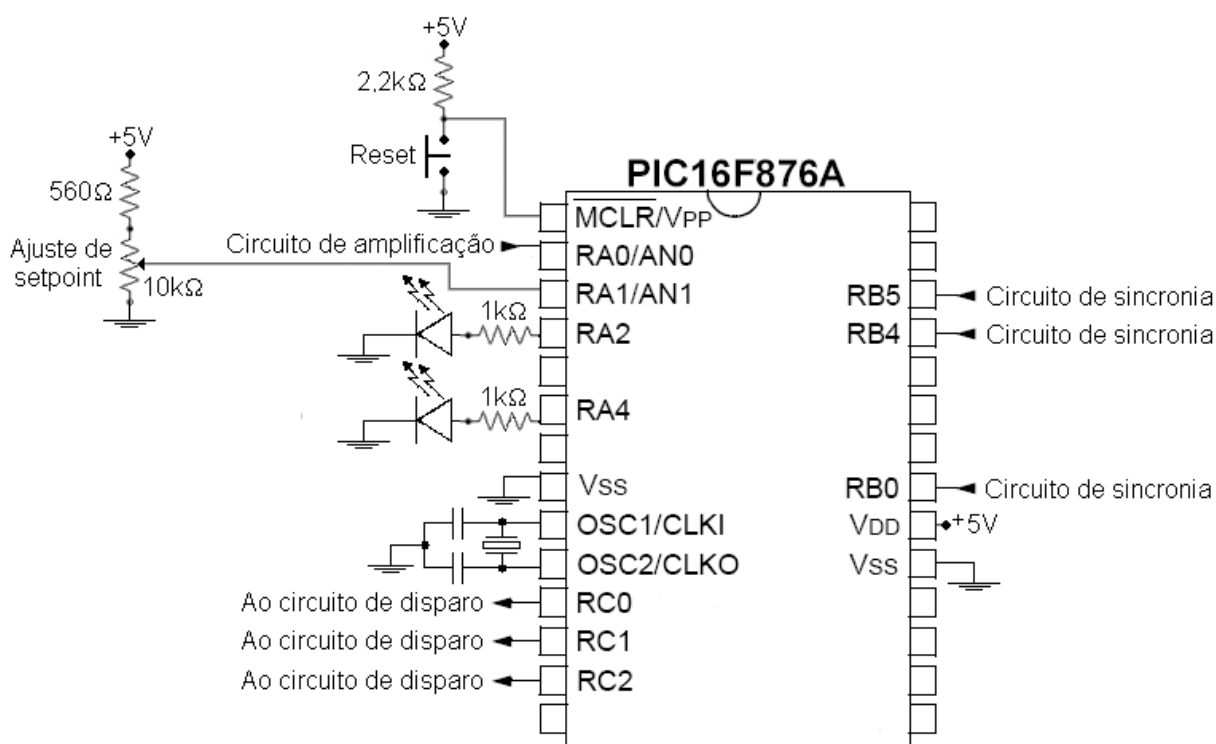 +5V
2,2kΩ
Reset
+5V
560Ω
Ajuste de
setpoint
10kΩ
PIC16F876A
MCLR/VPP
Circuito de amplificação
RA0/AN0
RA1/AN1
RB5
Circuito de sincronia
1kΩ
RA2
RB4
Circuito de sincronia
1kΩ
RA4
Vss
RB0
Circuito de sincronia
OSC1/CLKI
VDD
+5V
OSC2/CLKO
Vss
Ao circuito de disparo
RC0
Ao circuito de disparo
RC1
Ao circuito de disparo
RC2